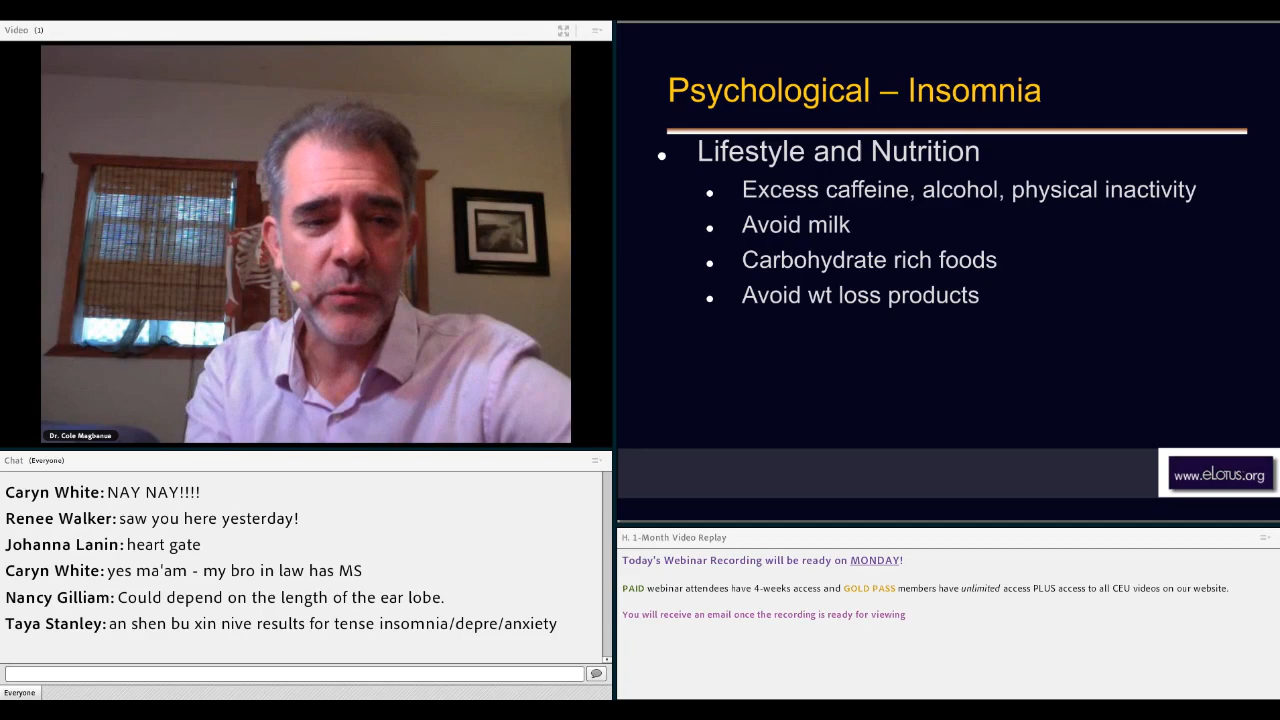 Video (1)
Dr. Cole Magbanua
Psychological – Insomnia
Lifestyle and Nutrition
Excess caffeine, alcohol, physical inactivity
Avoid milk
Carbohydrate rich foods
Avoid wt loss products
www.eLotus.org
Chat (Everyone)
Caryn White: NAY NAY!!!!
Renee Walker: saw you here yesterday!
Johanna Lanin: heart gate
Caryn White: yes ma'am - my bro in law has MS
Nancy Gilliam: Could depend on the length of the ear lobe.
Taya Stanley: an shen bu xin nive results for tense insomnia/depre/anxiety
Everyone
H. 1-Month Video Replay
Today's Webinar Recording will be ready on MONDAY!
PAID webinar attendees have 4-weeks access and GOLD PASS members have unlimited access PLUS access to all CEU videos on our website.
You will receive an email once the recording is ready for viewing